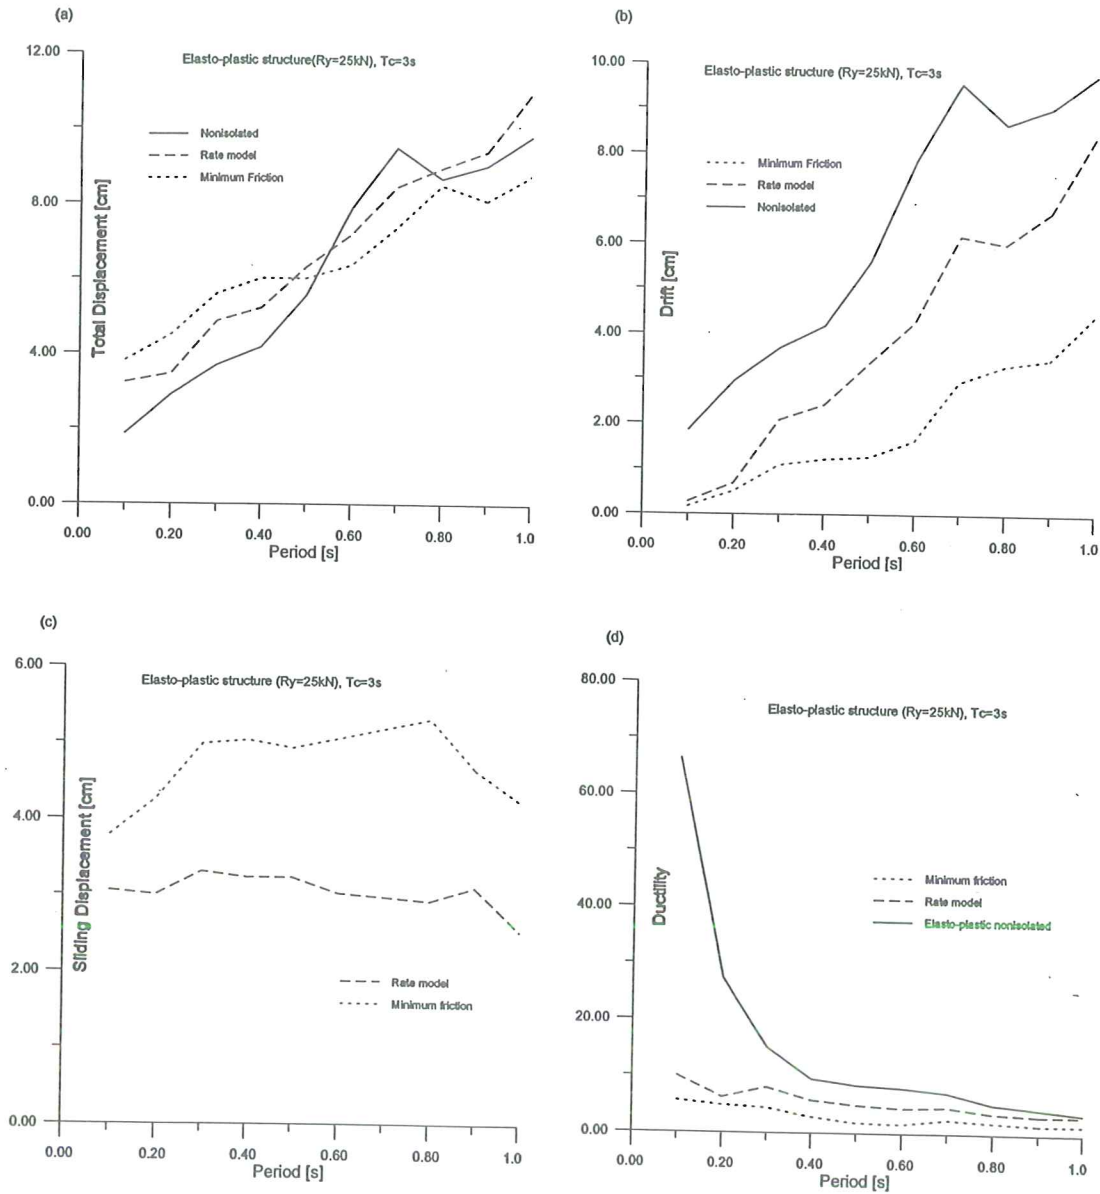 (a)
Elasto-plastic structure(Ry=25kN), Tc=3s
12.00
8.00
4.00
0.00
Total Displacement [cm]
Nonisolated
Rate model
Minimum Friction
0.00 0.20 0.40 0.60 0.80 1.0
Period [s]
(b)
Elasto-plastic structure (Ry=25kN), Tc=3s
10.00
8.00
6.00
4.00
2.00
0.00
Drift [cm]
Minimum Friction
Rate model
Nonisolated
0.00 0.20 0.40 0.60 0.80 1.0
Period [s]
(c)
Elasto-plastic structure (Ry=25kN), Tc=3s
6.00
4.00
2.00
0.00
Sliding Displacement [cm]
Rate model
Minimum friction
0.00 0.20 0.40 0.60 0.80 1.0
Period [s]
(d)
Elasto-plastic structure (Ry=25kN), Tc=3s
80.00
60.00
40.00
20.00
0.00
Ductility
Minimum friction
Rate model
Elasto-plastic nonisolated
0.00 0.20 0.40 0.60 0.80 1.0
Period [s]